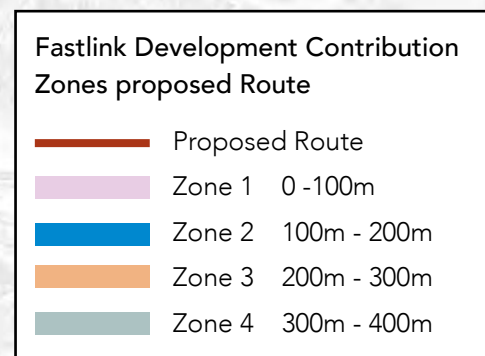 Fastlink Development Contribution
Zones proposed Route
Proposed Route
Zone 1 0 -100m
Zone 2 100m - 200m
Zone 3 200m - 300m
Zone 4 300m - 400m